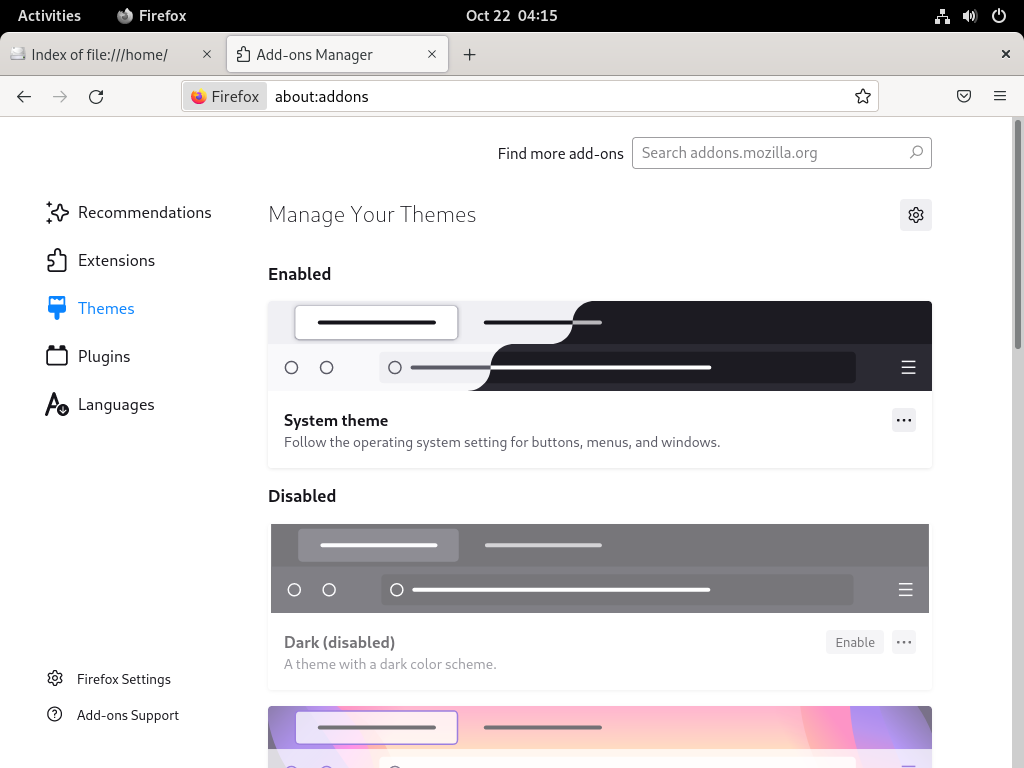 Activities
Firefox
Oct 22 04:15
Index of file:///home/
Add-ons Manager
Firefox
about:addons
Find more add-ons
Search addons.mozilla.org
Recommendations
Extensions
Themes
Plugins
Languages
Firefox Settings
Add-ons Support
Manage Your Themes
Enabled
System theme
Follow the operating system setting for buttons, menus, and windows.
Disabled
Dark (disabled)
Enable
A theme with a dark color scheme.